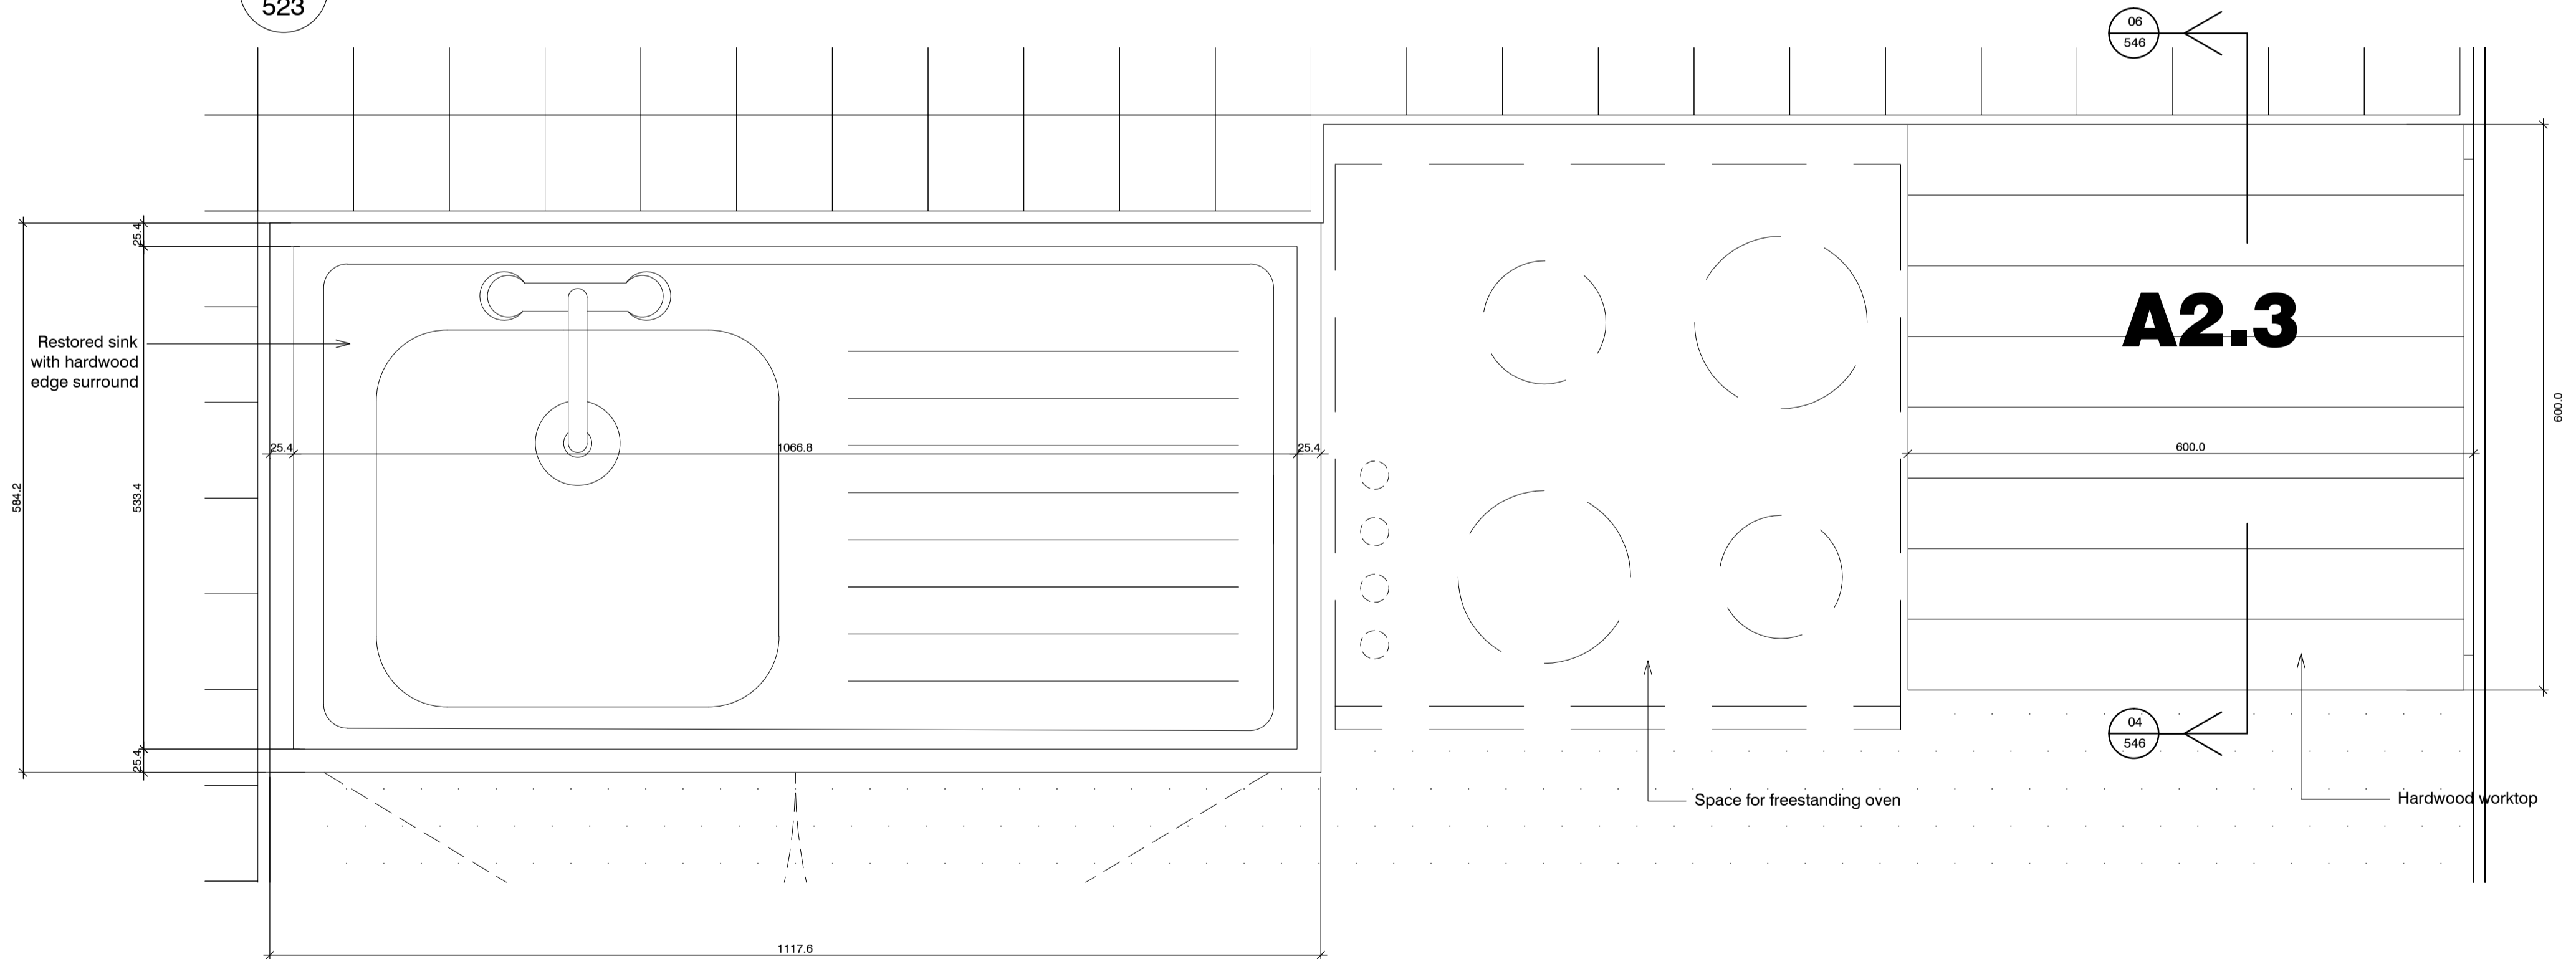 523
06
546
25.4
Restored sink
with hardwood
edge surround
A2.3
600.0
25.4
1066.8
25.4
600.0
584.2
533.4
04
546
25.4
Space for freestanding oven
Hardwood worktop
1117.6